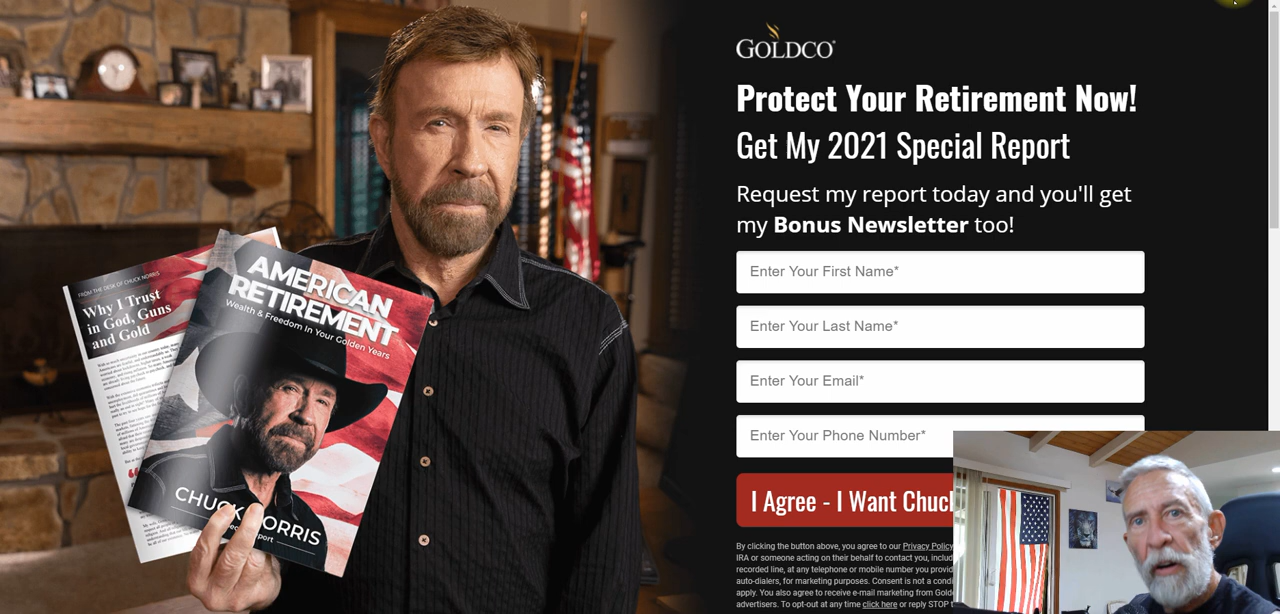 GOLDCO
Protect Your Retirement Now!
Get My 2021 Special Report
Request my report today and you'll get
my Bonus Newsletter too!
Enter Your First Name*
Enter Your Last Name*
Enter Your Email*
Enter Your Phone Number*
I Agree - I Want Chuc
By clicking the button above, you agree to our Privacy Policy
IRA or someone acting on their behalf to contact you, includ
recorded line, at any telephone or mobile number you provid
auto-dialers, for marketing purposes. Consent is not a condi
apply. You also agree to receive e-mail marketing from Gold
advertisers. To opt-out at any time click here or reply STOP t
FROM THE DESK OF CHUCK NORRIS
Why I Trust
in God, Guns
and Gold
AMERICAN
RETIREMENT
Wealth & Freedom In Your Golden Years
CHUCK NORRIS